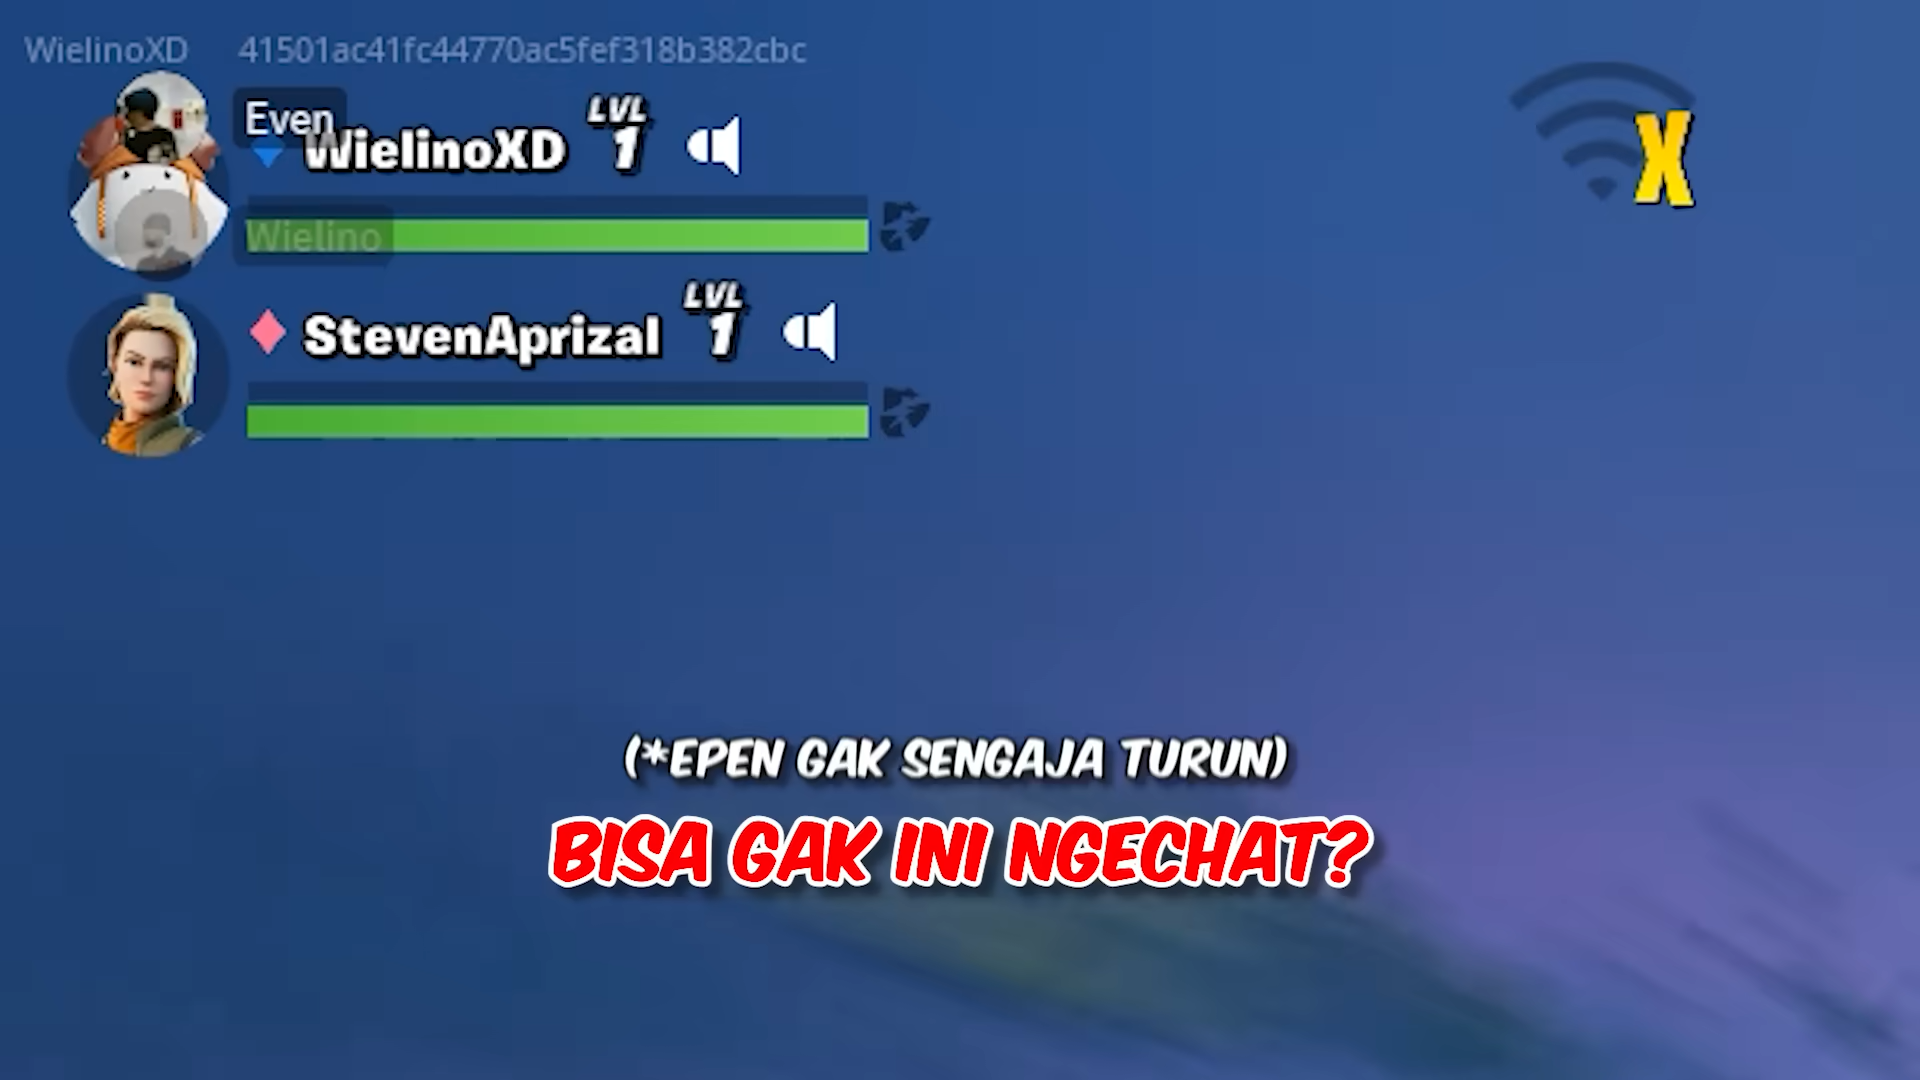 WielinoXD 41501ac41fc44770ac5fef318b382cbc
Even
WielinoXD LVL 1
Wielino
StevenAprizal LVL 1
X
(*EPEN GAK SENGAJA TURUN)
BISA GAK INI NGECHAT?